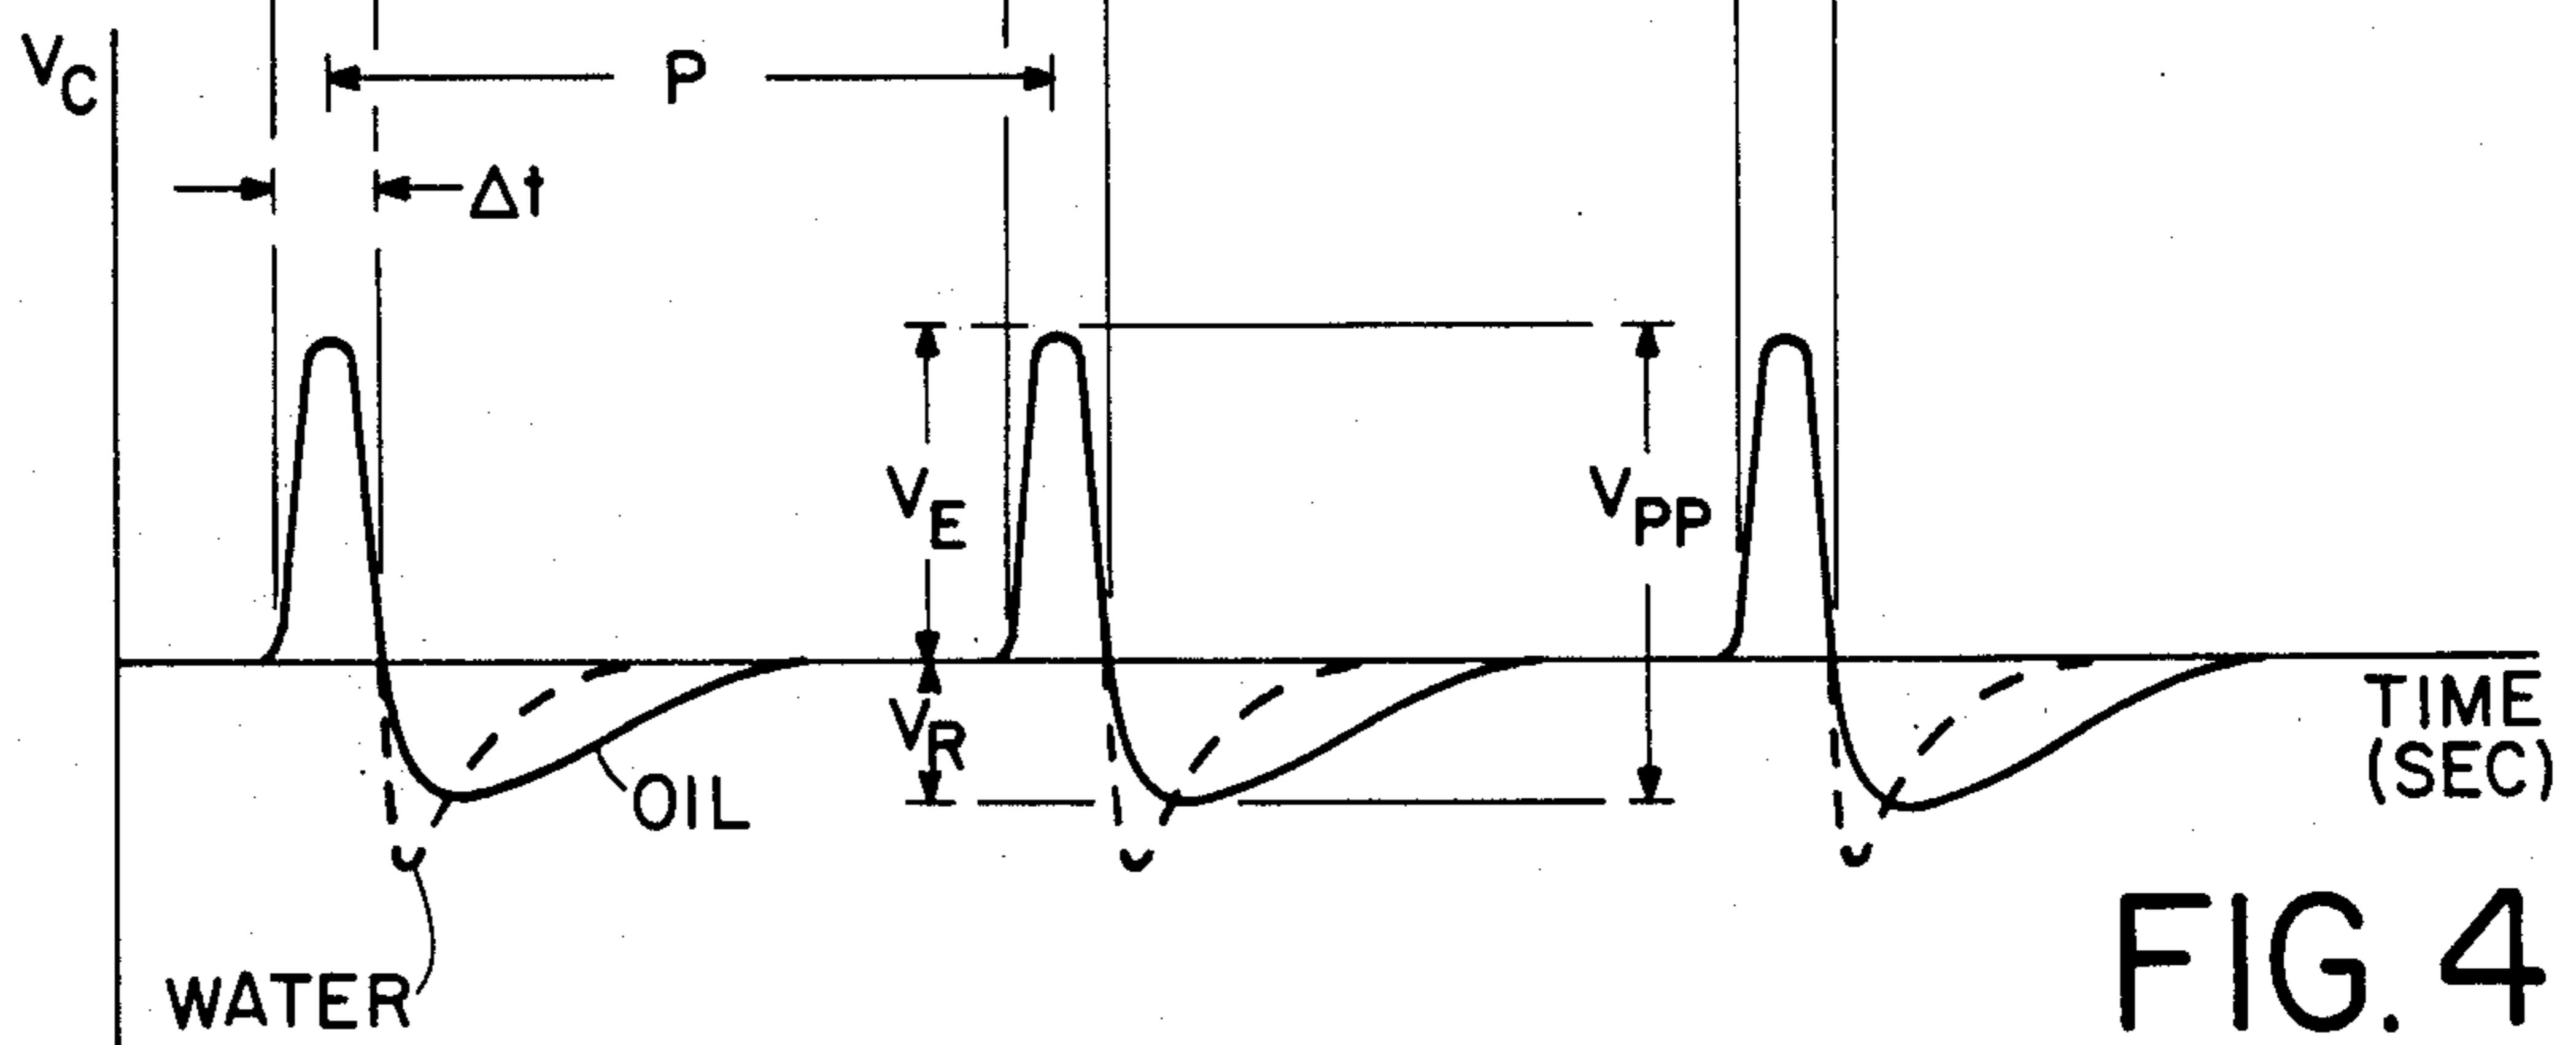 VC
P
Δt
VE
VPP
VR
TIME
(SEC)
OIL
WATER
FIG. 4